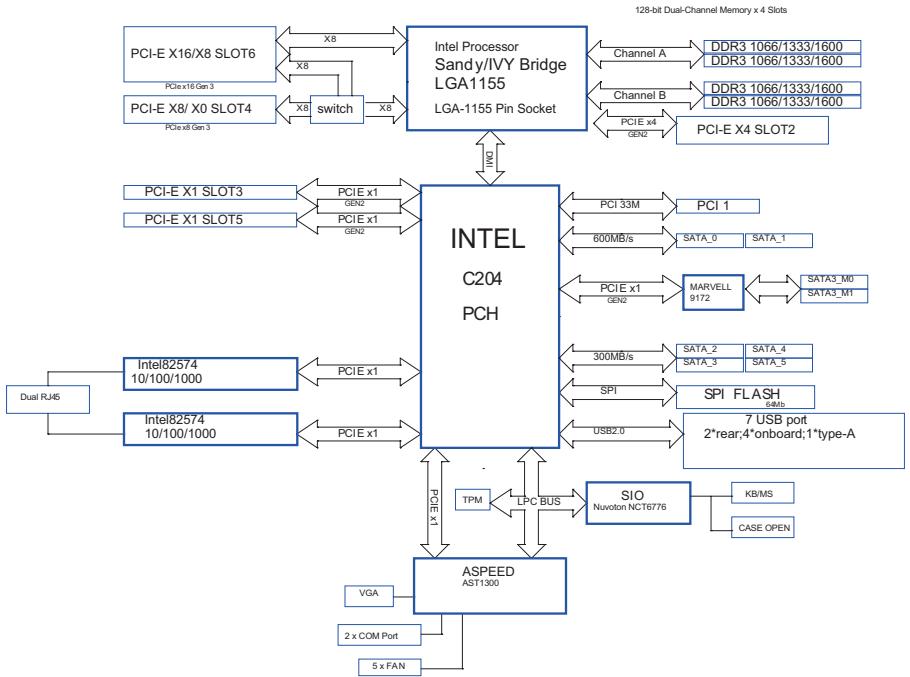 128-bit Dual-Channel Memory x 4 Slots
PCI-E X16/X8 SLOT6
PCIe x16 Gen 3
X8
X8
PCI-E X8/ X0 SLOT4
PCIe x8 Gen 3
X8
switch
X8
Intel Processor
Sandy/IVY Bridge
LGA1155
LGA-1155 Pin Socket
Channel A
DDR3 1066/1333/1600
DDR3 1066/1333/1600
Channel B
DDR3 1066/1333/1600
DDR3 1066/1333/1600
PCIE x4
GEN2
PCI-E X4 SLOT2
DMI
PCI-E X1 SLOT3
PCIE x1
GEN2
PCI-E X1 SLOT5
PCIE x1
GEN2
INTEL
C204
PCH
PCI 33M
PCI 1
600MB/s
SATA_0
SATA_1
PCIE x1
GEN2
MARVELL
9172
SATA3_M0
SATA3_M1
300MB/s
SATA_2
SATA_4
SATA_3
SATA_5
SPI
SPI FLASH
64Mb
USB2.0
7 USB port
2*rear;4*onboard;1*type-A
Dual RJ45
Intel82574
10/100/1000
PCIE x1
Intel82574
10/100/1000
PCIE x1
PCIE x1
TPM
LPC BUS
SIO
Nuvoton NCT6776
KB/MS
CASE OPEN
ASPEED
AST1300
VGA
2 x COM Port
5 x FAN